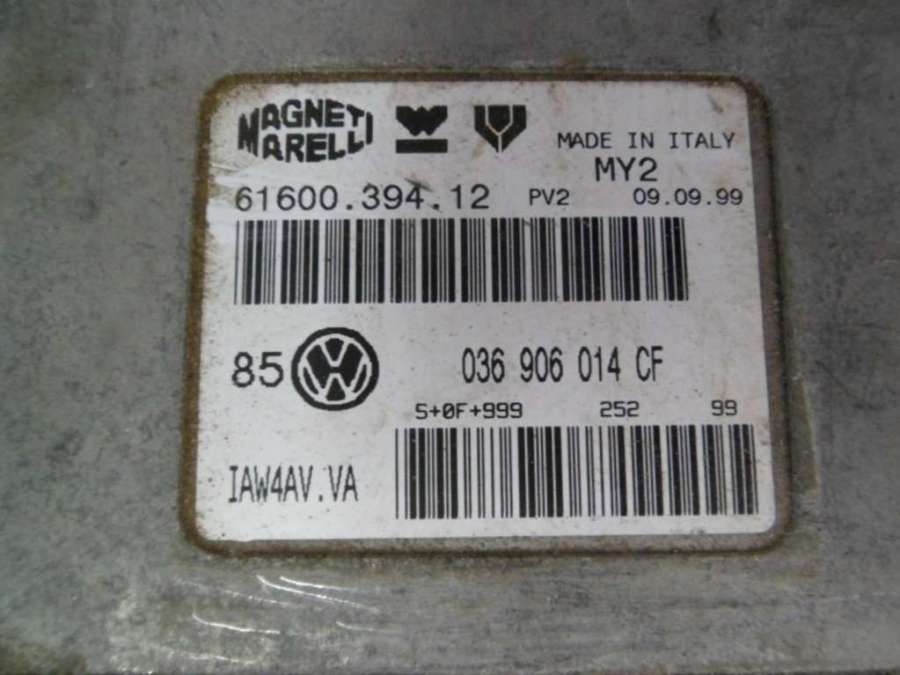 MAGNETI MARELLI
MADE IN ITALY
MY2
61600.394.12 PV2 09.09.99
85 VW 036 906 014 CF
S+0F+999 252 99
IAW4AV.VA